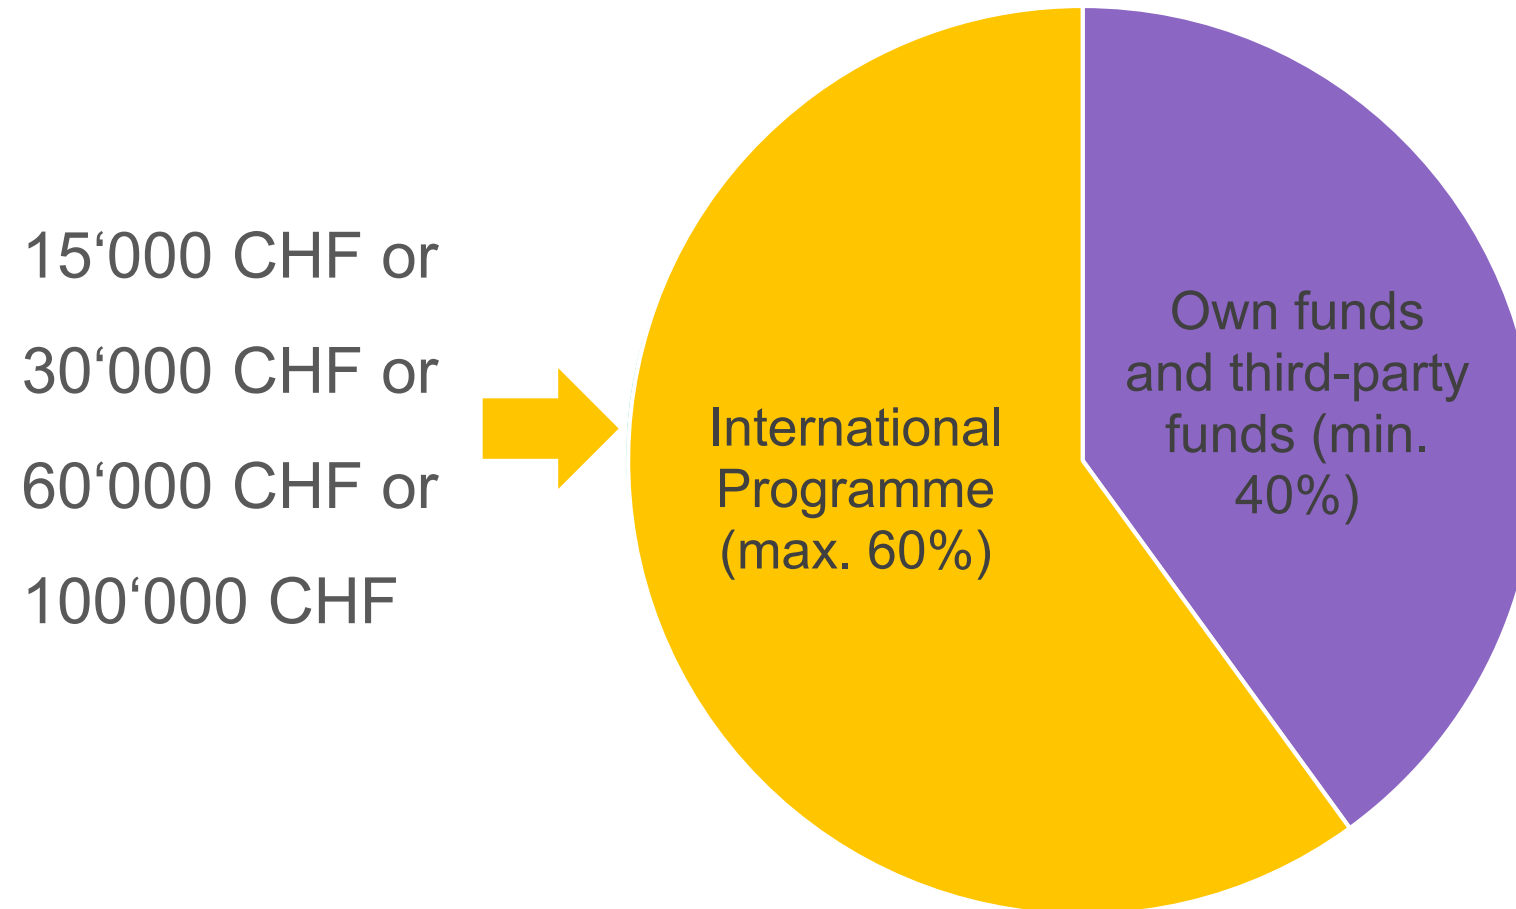 15‘000 CHF or
30‘000 CHF or
60‘000 CHF or
100‘000 CHF
International
Programme
(max. 60%)
Own funds
and third-party
funds (min.
40%)